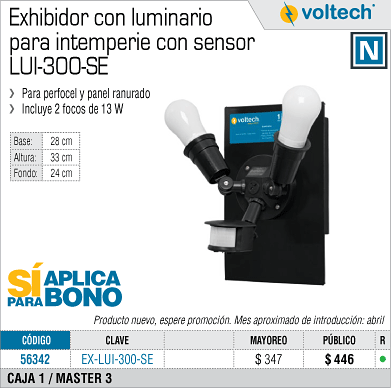 Exhibidor con luminario
para intemperie con sensor
LUI-300-SE
voltech®
N
› Para perfocel y panel ranurado
› Incluye 2 focos de 13 W
Base: 28 cm
Altura: 33 cm
Fondo: 24 cm
voltech
SÍ APLICA
PARA BONO
Producto nuevo, espere promoción. Mes aproximado de introducción: abril
CÓDIGO CLAVE MAYOREO PÚBLICO R
56342 EX-LUI-300-SE $ 347 $ 446
CAJA 1 / MASTER 3